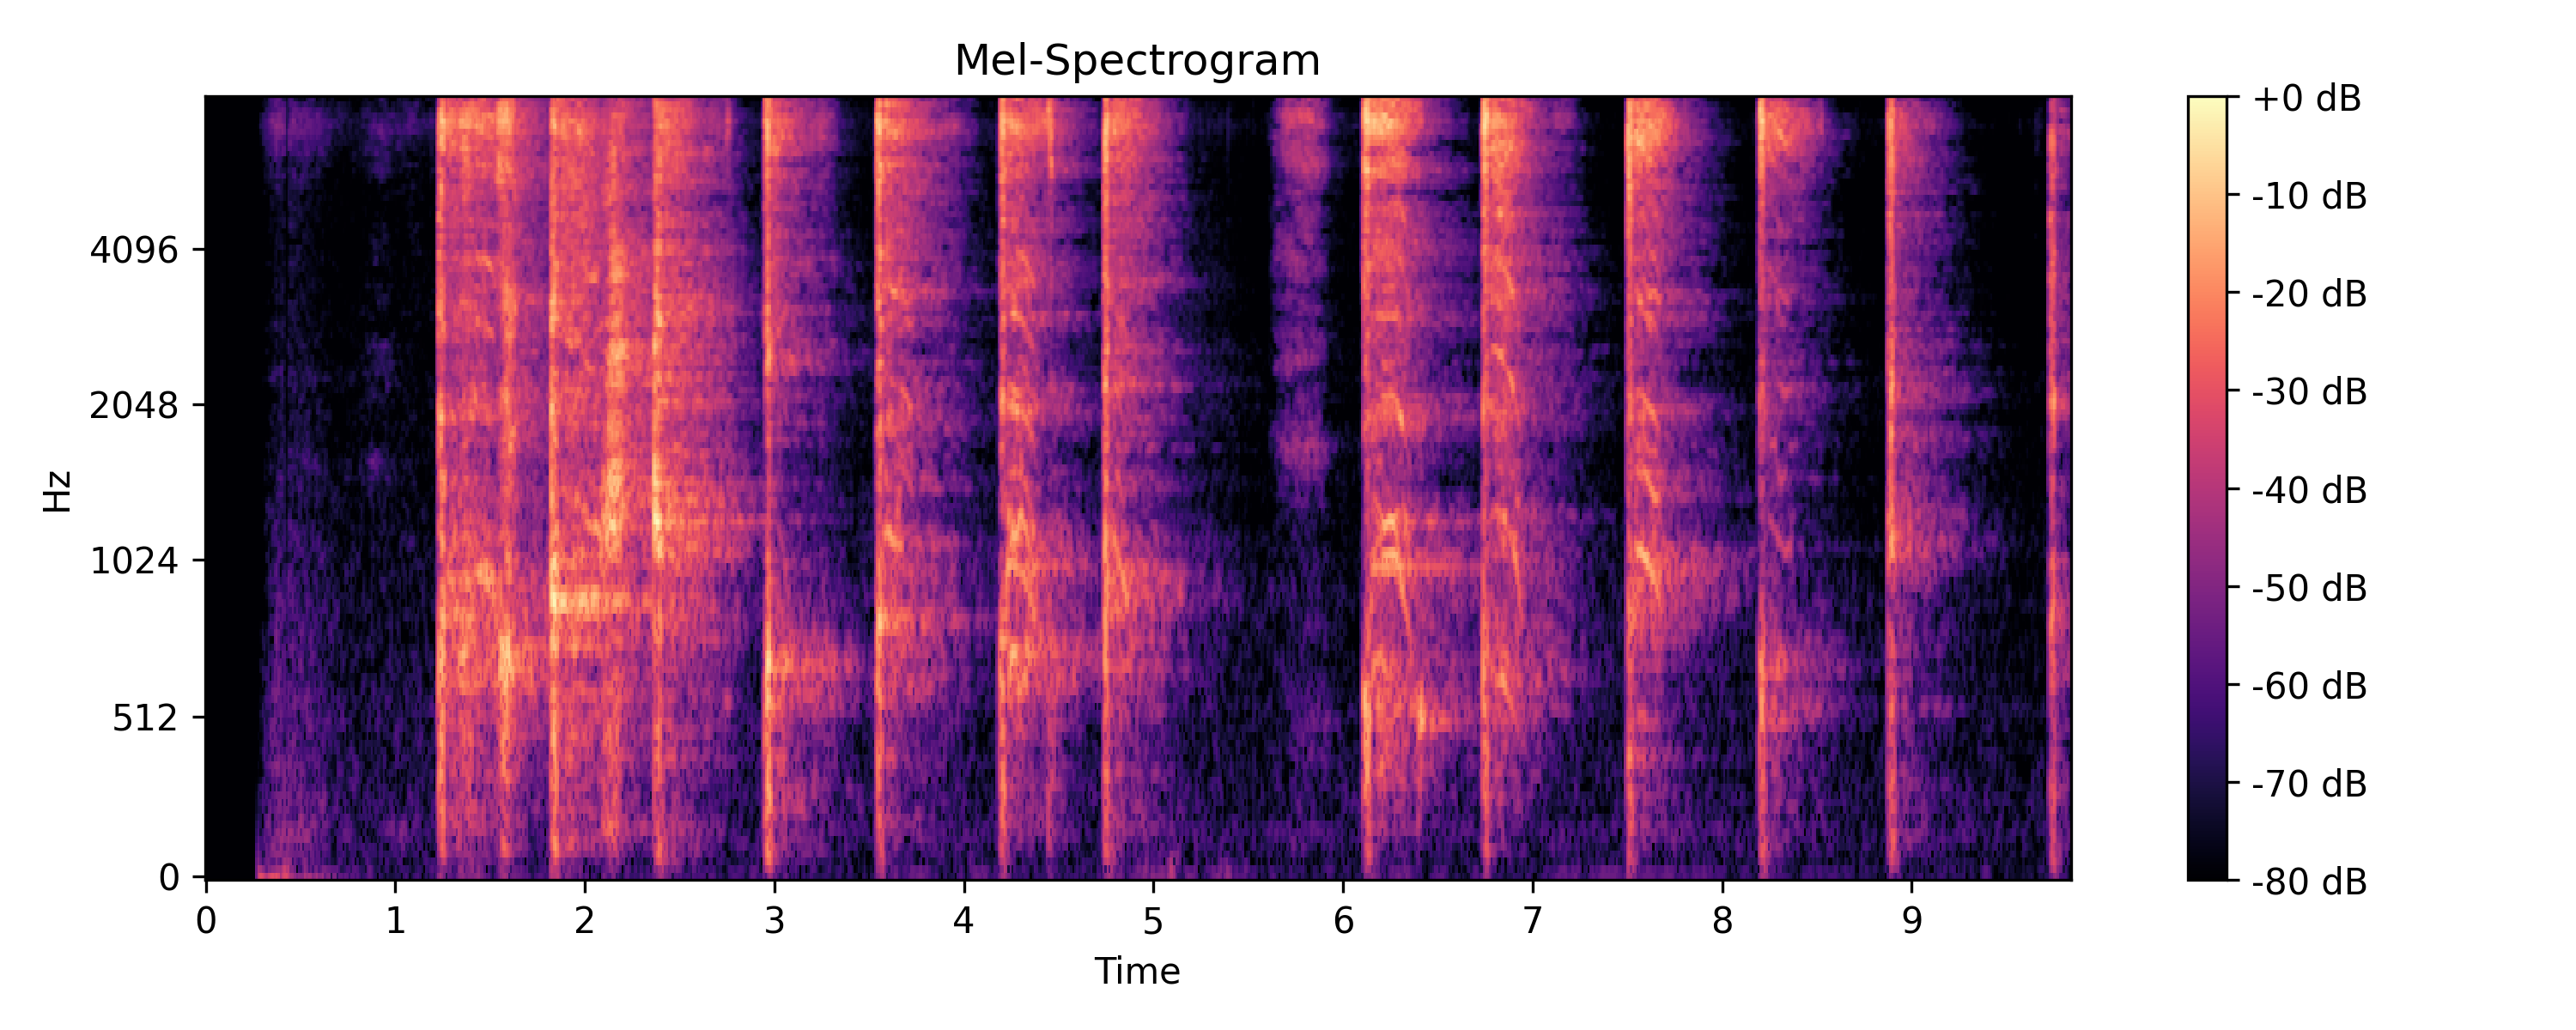 Mel-Spectrogram
Hz
4096
2048
1024
512
0
0 1 2 3 4 5 6 7 8 9
Time
+0 dB
-10 dB
-20 dB
-30 dB
-40 dB
-50 dB
-60 dB
-70 dB
-80 dB